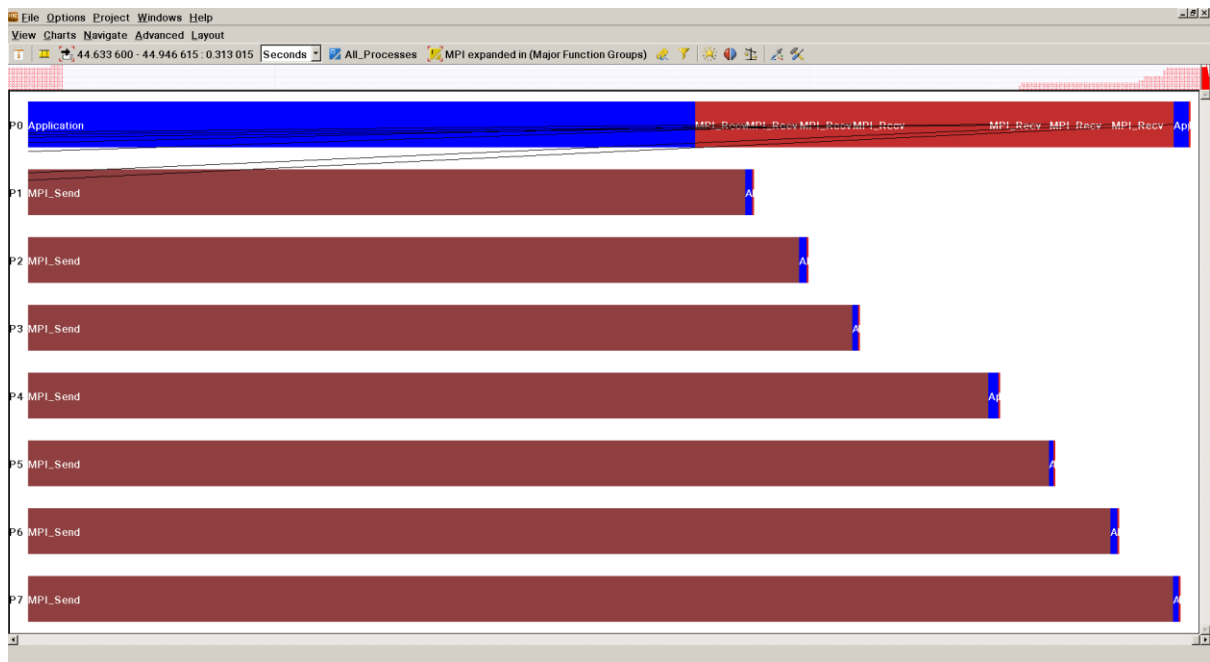 File Options Project Windows Help
View Charts Navigate Advanced Layout
44.633 600 - 44.946 615 : 0.313 015 Seconds All_Processes MPI expanded in (Major Function Groups)
P0 Application MPI_Recv MPI_Recv MPI_Recv MPI_Recv MPI_Recv MPI_Recv MPI_Recv Ap
P1 MPI_Send A
P2 MPI_Send A
P3 MPI_Send A
P4 MPI_Send Ap
P5 MPI_Send A
P6 MPI_Send A
P7 MPI_Send A